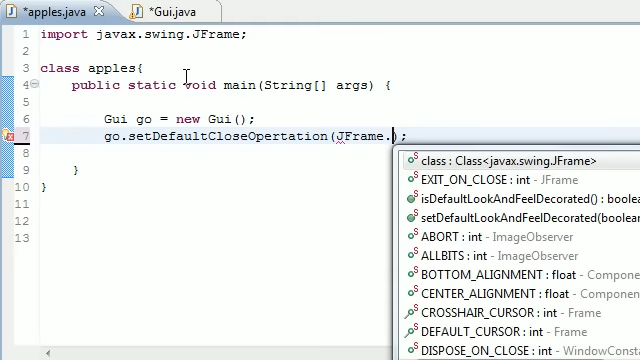 *apples.java
*Gui.java
1 import javax.swing.JFrame;
2
3 class apples{
4 public static void main(String[] args) {
5
6 Gui go = new Gui();
7 go.setDefaultCloseOpertation(JFrame.);
8
9 }
10 }
11
12
13
class : Class<javax.swing.JFrame>
EXIT_ON_CLOSE : int - JFrame
isDefaultLookAndFeelDecorated() : boolea
setDefaultLookAndFeelDecorated(boolea
ABORT : int - ImageObserver
ALLBITS : int - ImageObserver
BOTTOM_ALIGNMENT : float - Componen
CENTER_ALIGNMENT : float - Componen
CROSSHAIR_CURSOR : int - Frame
DEFAULT_CURSOR : int - Frame
DISPOSE_ON_CLOSE : int - WindowConsta